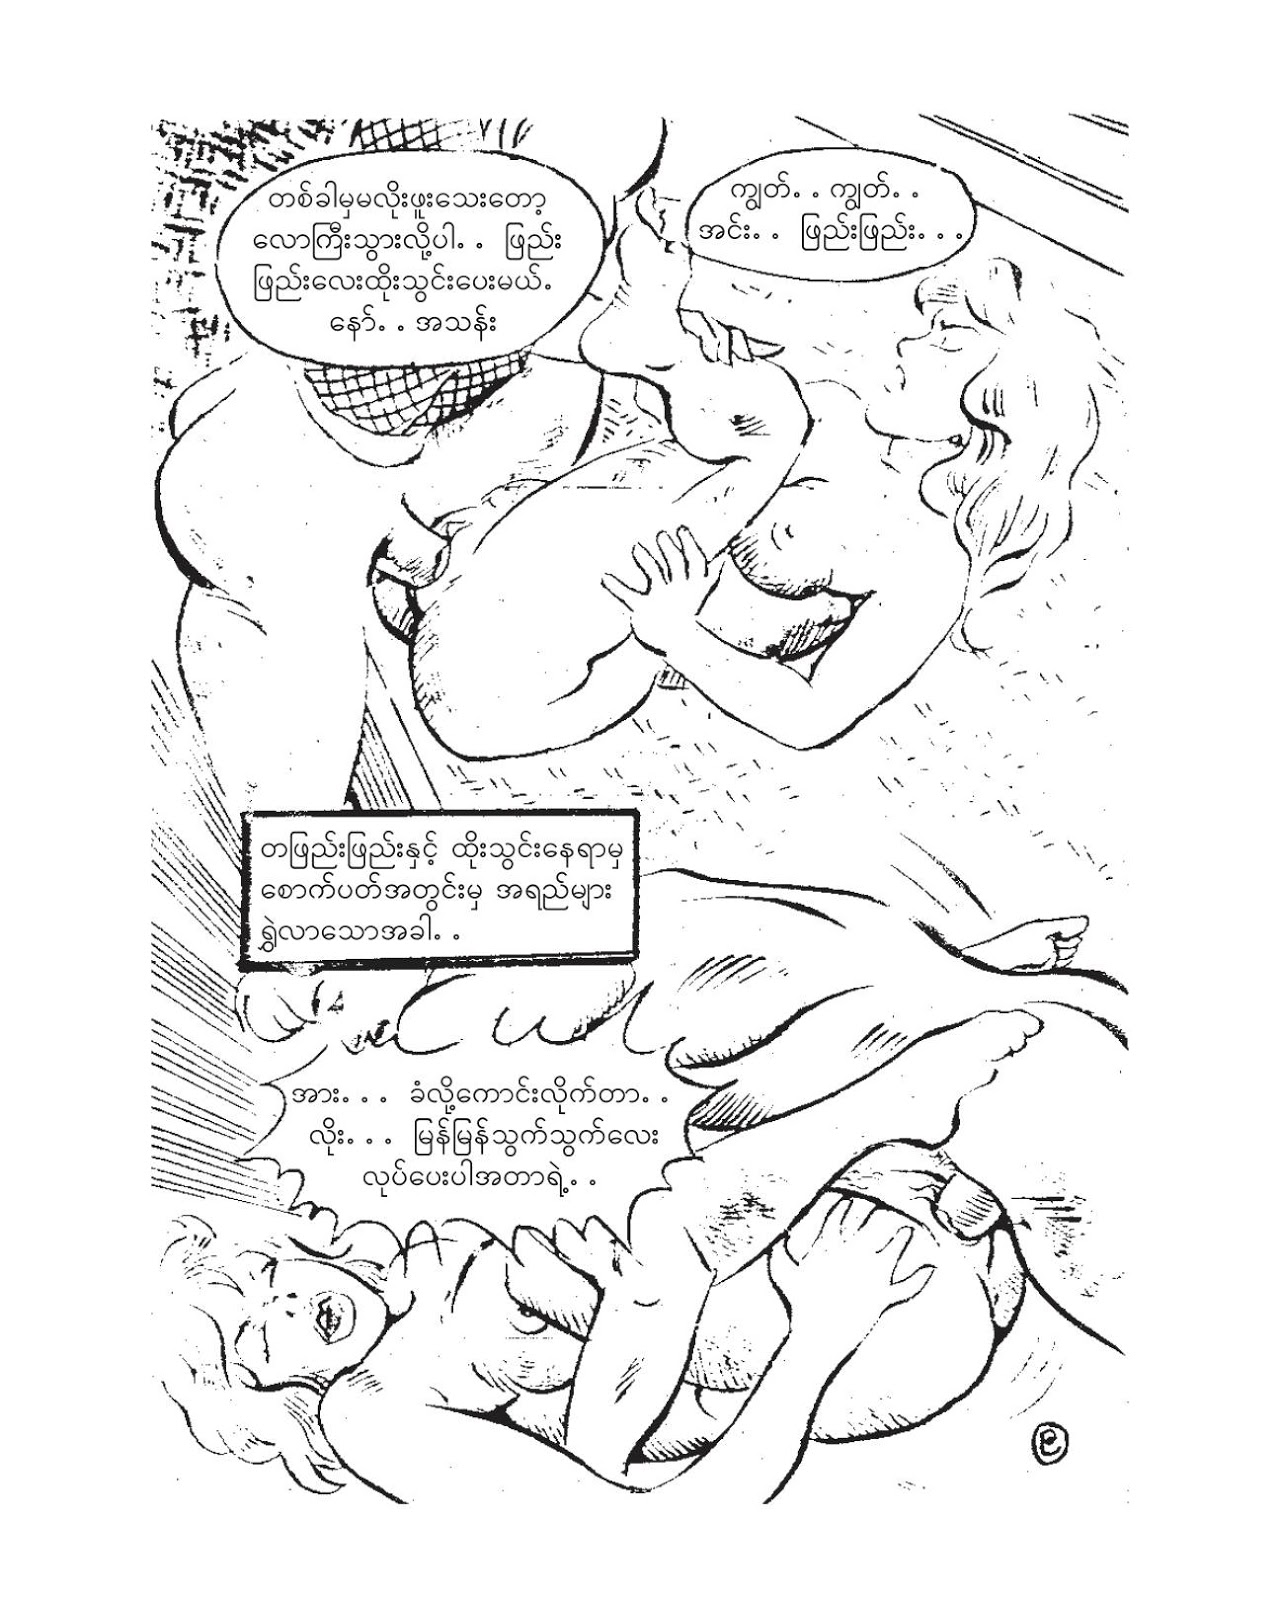 တစ်ခါမှမလိုးဖူးသေးတော့
လောကြီးသွားလို့ပါ. . ဖြည်း
ဖြည်းလေးထိုးသွင်းပေးမယ်.
နော်. . အသန်း
ကျွတ်. . ကျွတ်. .
အင်း. . ဖြည်းဖြည်း. . .
တဖြည်းဖြည်းနှင့် ထိုးသွင်းနေရာမှ
စောက်ပတ်အတွင်းမှ အရည်များ
ရွှဲလာသောအခါ. .
အား. . . ခံလို့ကောင်းလိုက်တာ. .
လိုး. . . မြန်မြန်သွက်သွက်လေး
လုပ်ပေးပါအတာရဲ့. .